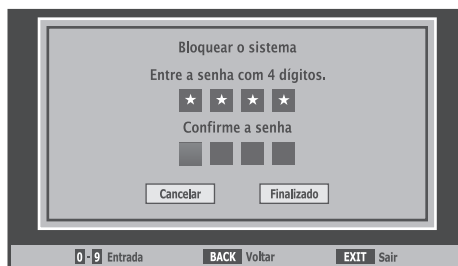 Bloquear o sistema
Entre a senha com 4 dígitos.
★ ★ ★ ★
Confirme a senha
Cancelar Finalizado
0 - 9 Entrada BACK Voltar EXIT Sair